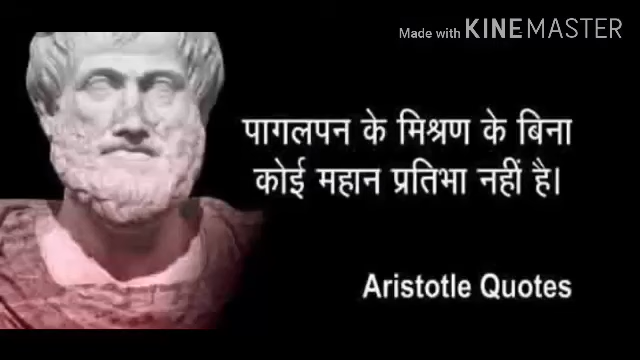 Made with KINEMASTER
पागलपन के मिश्रण के बिना
कोई महान प्रतिभा नहीं है।
Aristotle Quotes